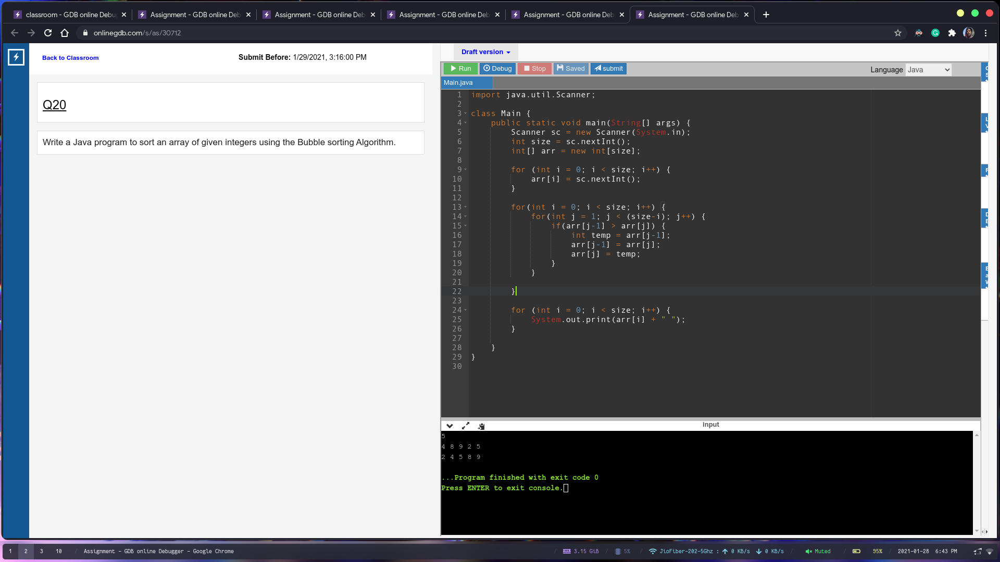 classroom - GDB online Debu
Assignment - GDB online Deb
Assignment - GDB online Deb
Assignment - GDB online Deb
Assignment - GDB online Deb
Assignment - GDB online Deb
onlinegdb.com/s/as/30712
Back to Classroom
Submit Before: 1/29/2021, 3:16:00 PM
Q20
Write a Java program to sort an array of given integers using the Bubble sorting Algorithm.
Draft version
Run Debug Stop Saved submit
Language Java
Main.java
1 import java.util.Scanner;
2
3 class Main {
4 public static void main(String[] args) {
5 Scanner sc = new Scanner(System.in);
6 int size = sc.nextInt();
7 int[] arr = new int[size];
8
9 for (int i = 0; i < size; i++) {
10 arr[i] = sc.nextInt();
11 }
12
13 for(int i = 0; i < size; i++) {
14 for(int j = 1; j < (size-i); j++) {
15 if(arr[j-1] > arr[j]) {
16 int temp = arr[j-1];
17 arr[j-1] = arr[j];
18 arr[j] = temp;
19 }
20 }
21
22 }
23
24 for (int i = 0; i < size; i++) {
25 System.out.print(arr[i] + " ");
26 }
27
28 }
29 }
30
input
5
4 8 9 2 5
2 4 5 8 9
...Program finished with exit code 0
Press ENTER to exit console.
1 2 3 10 / Assignment - GDB online Debugger - Google Chrome
/ 3.15 GiB / 5% / JioFiber-202-5Ghz : 0 KB/s 0 KB/s / Muted / 95% / 2021-01-28 6:43 PM